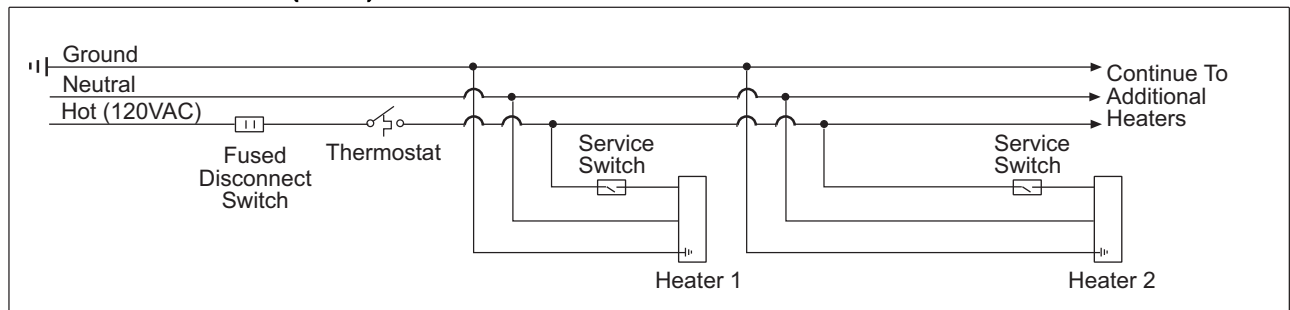 Ground
Neutral
Hot (120VAC)
Fused
Disconnect
Switch
Thermostat
Service
Switch
Heater 1
Service
Switch
Heater 2
Continue To
Additional
Heaters